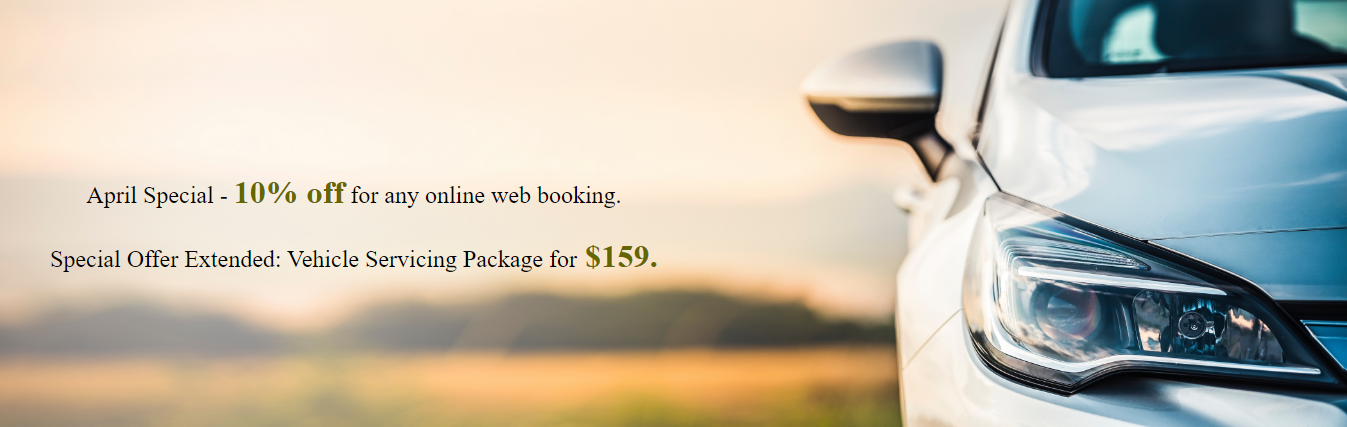 April Special - 10% off for any online web booking.
Special Offer Extended: Vehicle Servicing Package for $159.